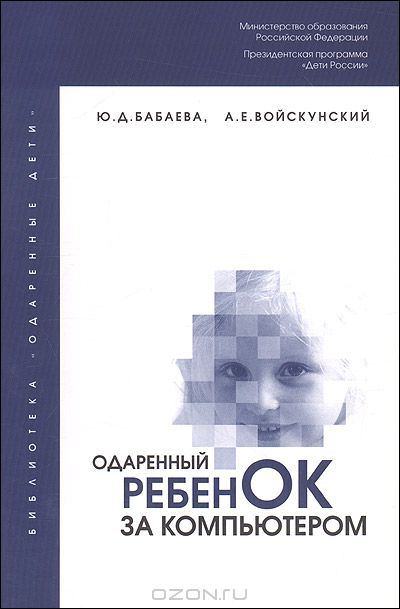 Министерство образования
Российской Федерации
Президентская программа
«Дети России»
Ю.Д.БАБАЕВА, А.Е.ВОЙСКУНСКИЙ
БИБЛИОТЕКА "ОДАРЕННЫЕ ДЕТИ"
ОДАРЕННЫЙ
РЕБЕНОК
ЗА КОМПЬЮТЕРОМ
OZON.ru